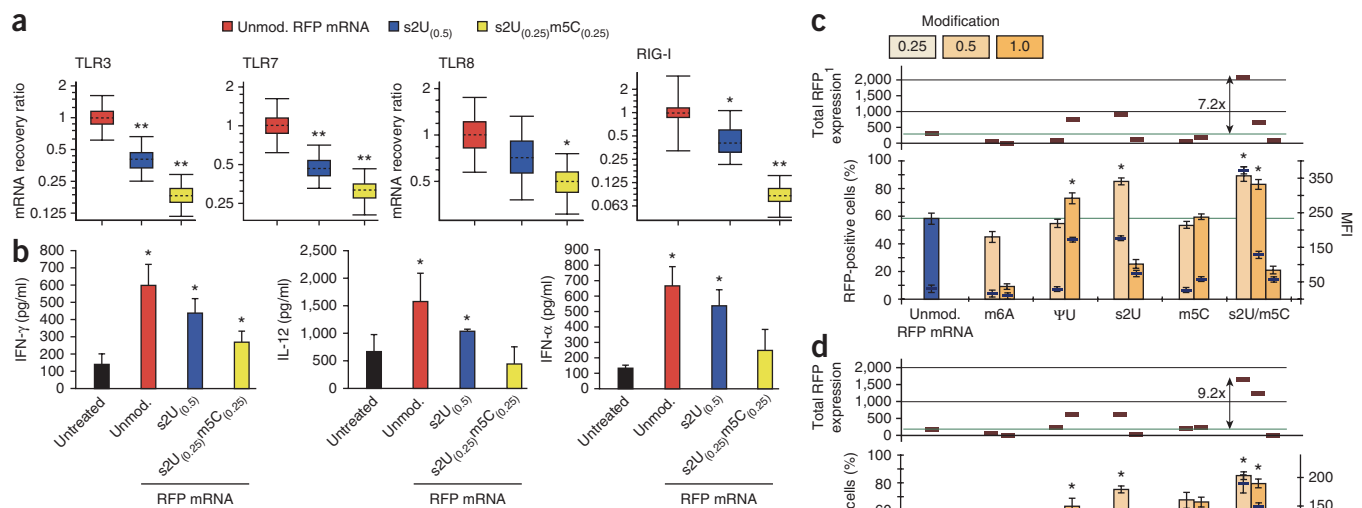 a
Unmod. RFP mRNA s2U(0.5) s2U(0.25)m5C(0.25)
TLR3
mRNA recovery ratio
2
1
0.5
0.25
0.125
** **
TLR7
2
1
0.5
0.25
** **
TLR8
mRNA recovery ratio
2
1
0.5
*
RIG-I
2
1
0.5
0.25
0.125
0.063
* **
b
IFN-γ (pg/ml)
800
700
600
500
400
300
200
100
0
* * *
Untreated Unmod. s2U(0.5) s2U(0.25)m5C(0.25)
RFP mRNA
IL-12 (pg/ml)
2,500
2,000
1,500
1,000
500
0
* *
Untreated Unmod. s2U(0.5) s2U(0.25)m5C(0.25)
RFP mRNA
IFN-α (pg/ml)
900
800
700
600
500
400
300
200
100
0
* *
Untreated Unmod. s2U(0.5) s2U(0.25)m5C(0.25)
RFP mRNA
c
Modification
0.25 0.5 1.0
Total RFP
expression1
2,000
1,500
1,000
500
0
7.2x
RFP-positive cells (%)
100
80
60
40
20
0
* * * *
350
250
150
50
0
MFI
Unmod. m6A ΨU s2U m5C s2U/m5C
RFP mRNA
d
Total RFP
expression
2,000
1,500
1,000
500
0
9.2x
cells (%)
100
80
60
* * * *
200
150